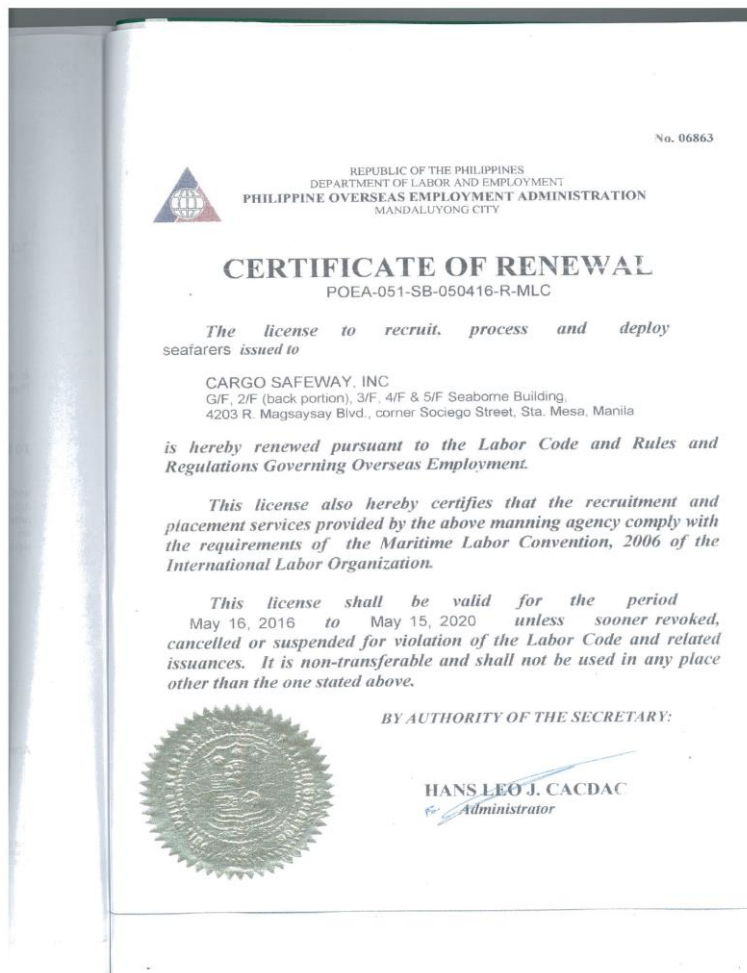 No. 06863
REPUBLIC OF THE PHILIPPINES
DEPARTMENT OF LABOR AND EMPLOYMENT
PHILIPPINE OVERSEAS EMPLOYMENT ADMINISTRATION
MANDALUYONG CITY
CERTIFICATE OF RENEWAL
POEA-051-SB-050416-R-MLC
The license to recruit, process and deploy
seafarers issued to
CARGO SAFEWAY, INC
G/F, 2/F (back portion), 3/F, 4/F & 5/F Seaborne Building,
4203 R. Magsaysay Blvd., corner Sociego Street, Sta. Mesa, Manila
is hereby renewed pursuant to the Labor Code and Rules and
Regulations Governing Overseas Employment.
This license also hereby certifies that the recruitment and
placement services provided by the above manning agency comply with
the requirements of the Maritime Labor Convention, 2006 of the
International Labor Organization.
This license shall be valid for the period
May 16, 2016 to May 15, 2020 unless sooner revoked,
cancelled or suspended for violation of the Labor Code and related
issuances. It is non-transferable and shall not be used in any place
other than the one stated above.
BY AUTHORITY OF THE SECRETARY:
HANS LEO J. CACDAC
Administrator